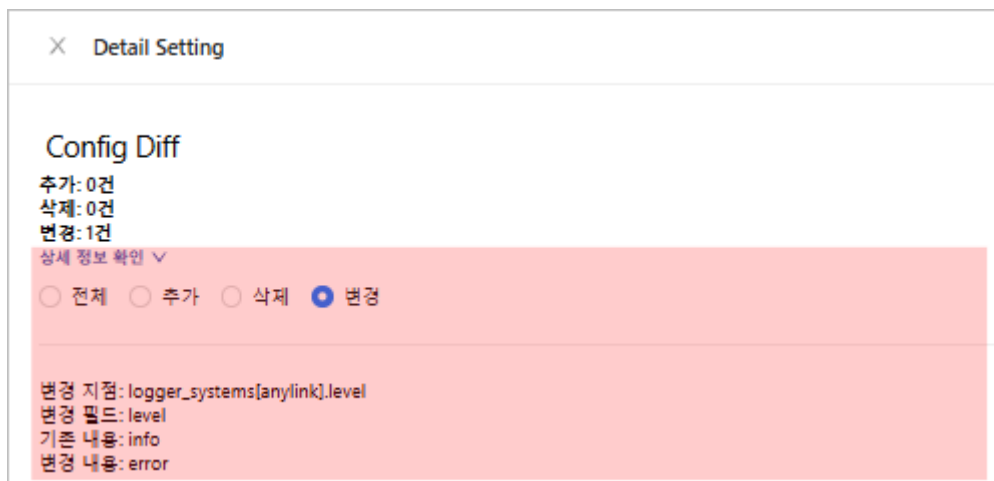 Detail Setting
Config Diff
추가: 0건
삭제: 0건
변경: 1건
상세 정보 확인
전체 추가 삭제 변경
변경 지점: logger_systems[anylink].level
변경 필드: level
기존 내용: info
변경 내용: error